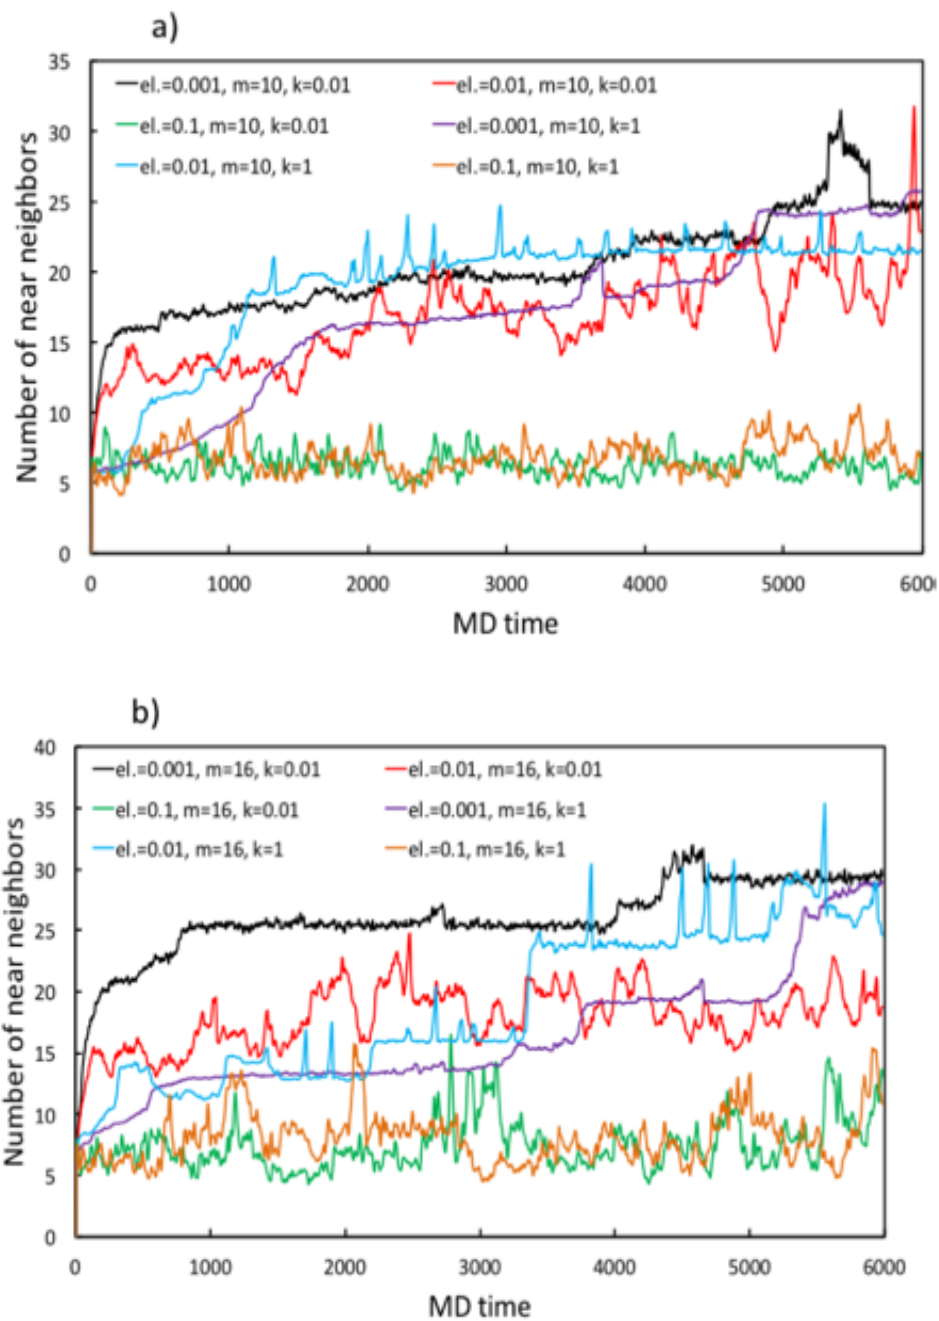 a)
35
30
25
20
15
10
5
0
Number of near neighbors
el.=0.001, m=10, k=0.01 el.=0.01, m=10, k=0.01
el.=0.1, m=10, k=0.01 el.=0.001, m=10, k=1
el.=0.01, m=10, k=1 el.=0.1, m=10, k=1
0 1000 2000 3000 4000 5000 600
MD time
b)
40
35
30
25
20
15
10
5
0
Number of near neighbors
el.=0.001, m=16, k=0.01 el.=0.01, m=16, k=0.01
el.=0.1, m=16, k=0.01 el.=0.001, m=16, k=1
el.=0.01, m=16, k=1 el.=0.1, m=16, k=1
0 1000 2000 3000 4000 5000 6000
MD time